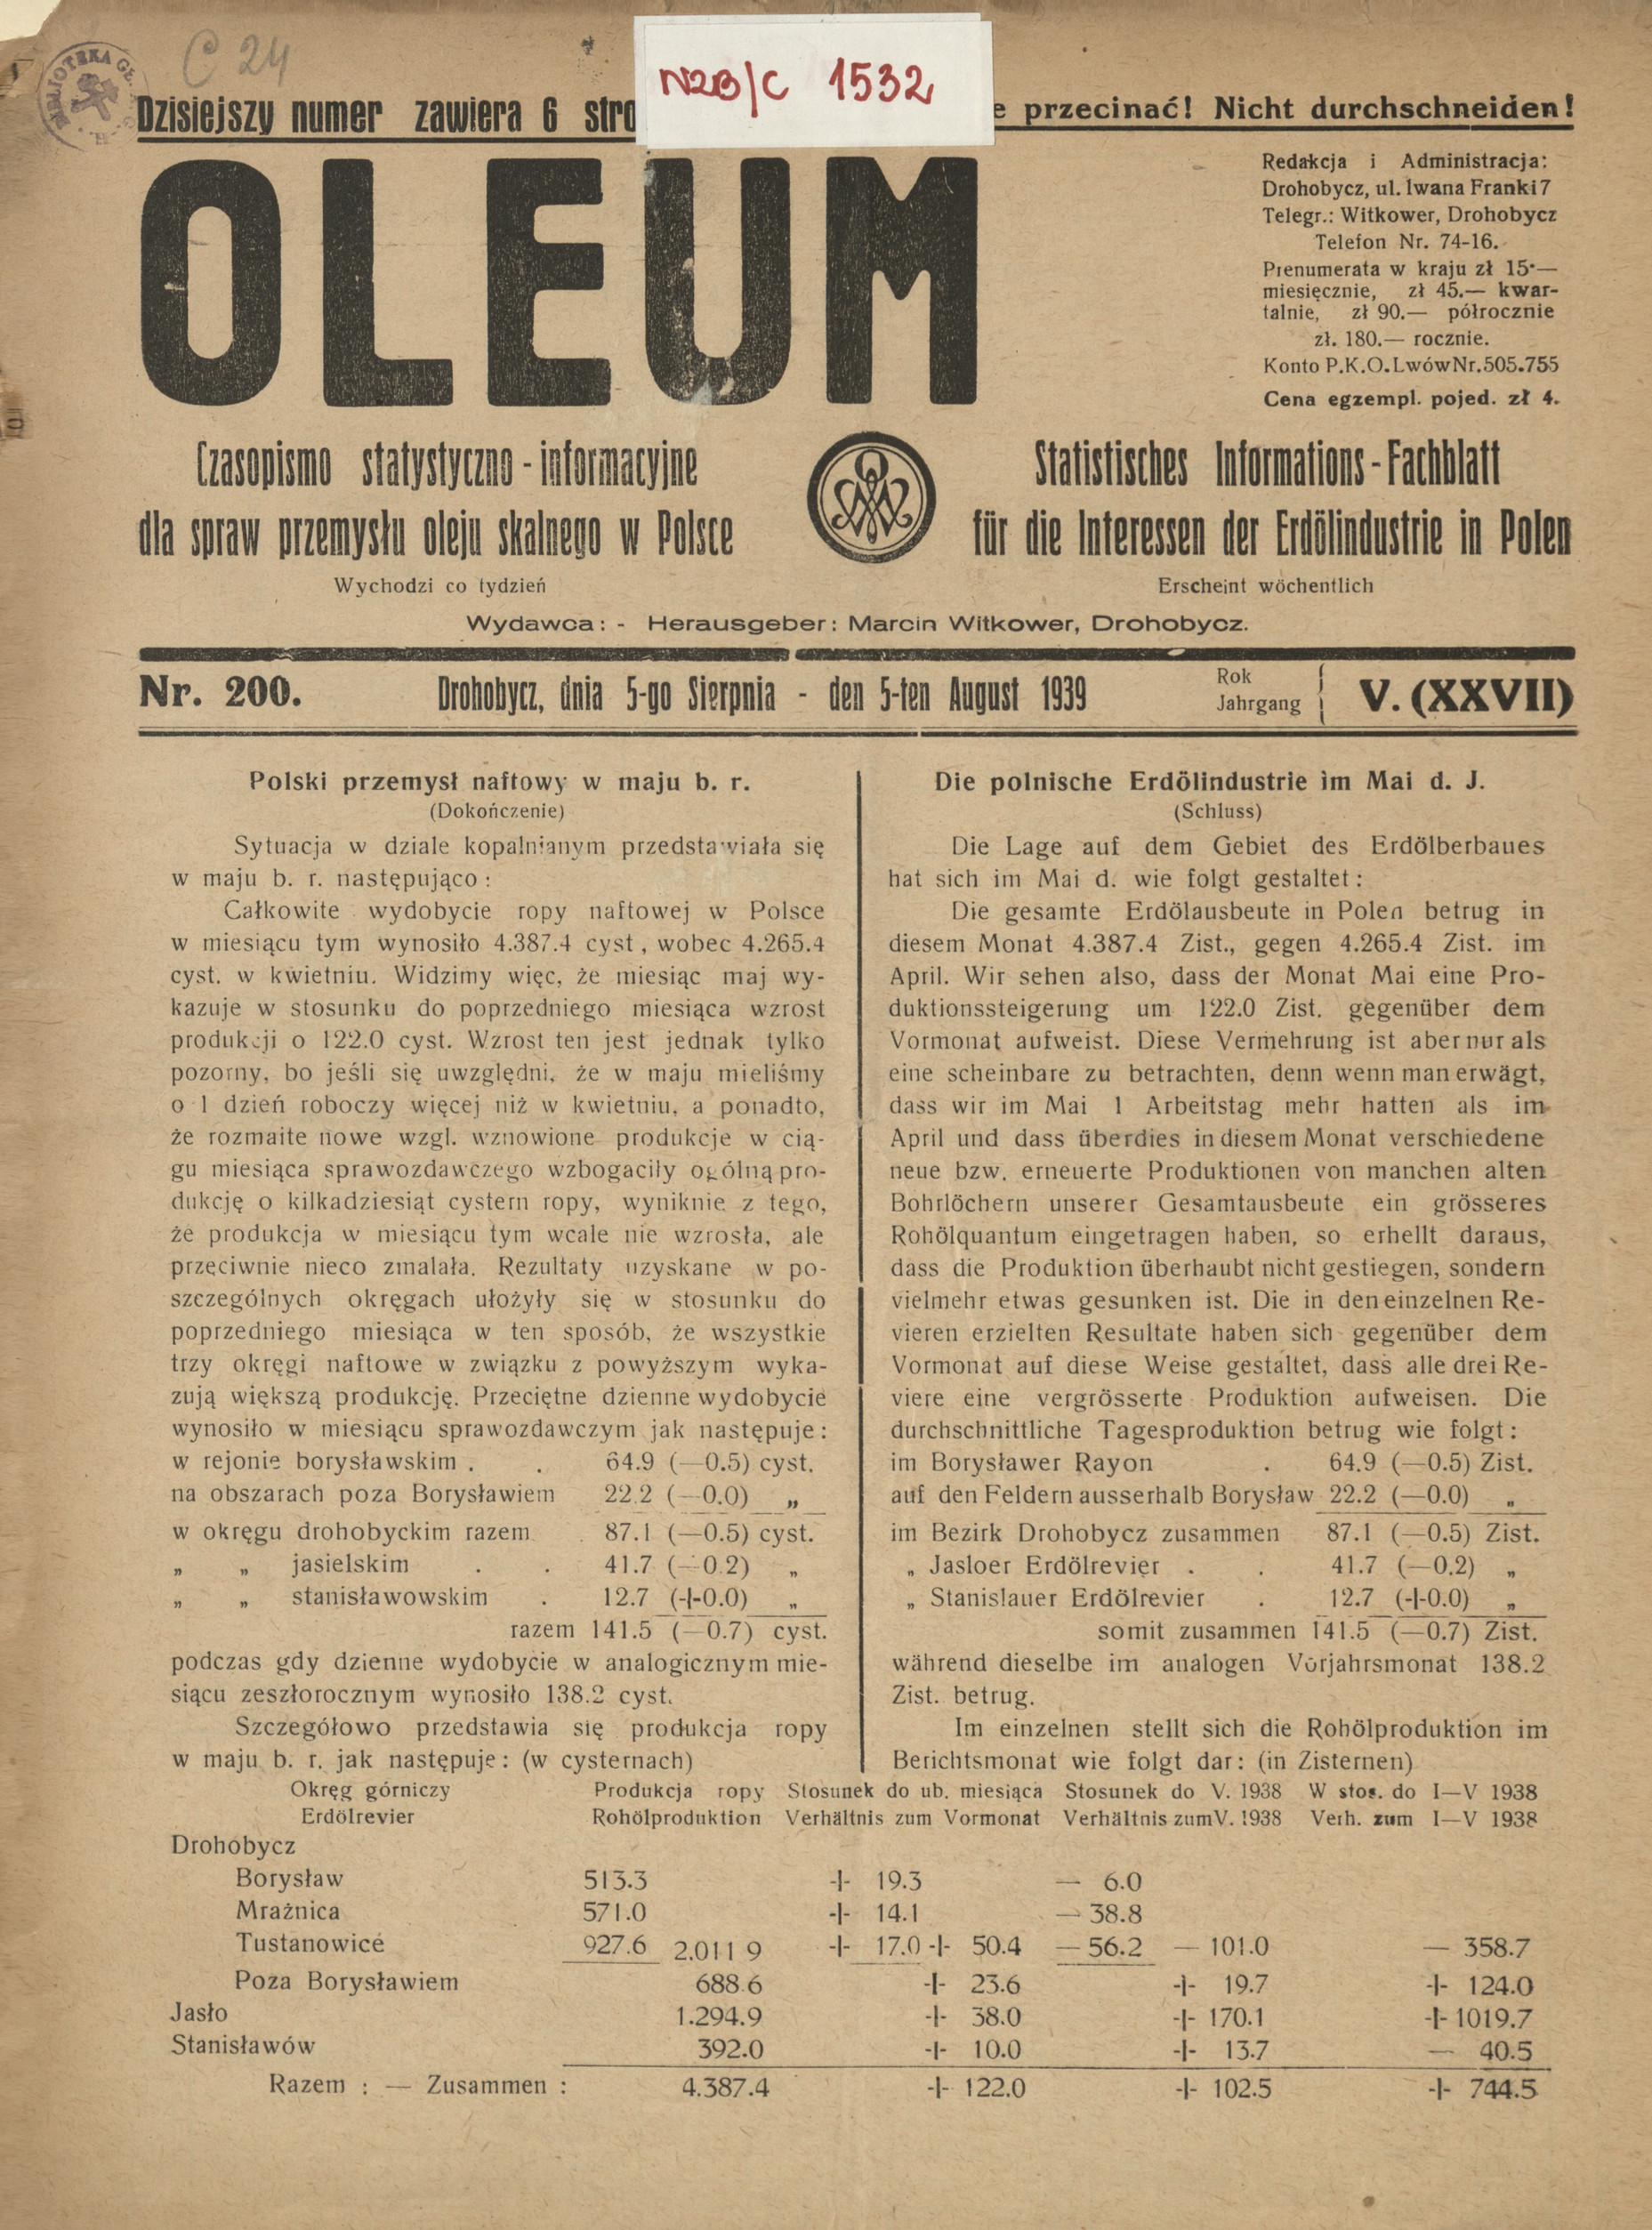 C 24
N2B/C 1532
BIBLIOTEKA GŁ.
Dzisiejszy numer zawiera 6 stro
e przecinać! Nicht durchschneiden!
OLEUM
Redakcja i Administracja:
Drohobycz, ul. Iwana Franki 7
Telegr.: Witkower, Drohobycz
Telefon Nr. 74-16.
Prenumerata w kraju zł 15·—
miesięcznie, zł 45.— kwar-
talnie, zł 90.— półrocznie
zł. 180.— rocznie.
Konto P.K.O. Lwów Nr. 505.755
Cena egzempl. pojed. zł 4.
Czasopismo statystyczno - informacyjne
dla spraw przemysłu oleju skalnego w Polsce
Wychodzi co tydzień
Statistisches Informations - Fachblatt
für die Interessen der Erdölindustrie in Polen
Erscheint wöchentlich
Wydawca: - Herausgeber: Marcin Witkower, Drohobycz.
Nr. 200.
Drohobycz, dnia 5-go Sierpnia - den 5-ten August 1939
Rok
Jahrgang
V. (XXVII)
Polski przemysł naftowy w maju b. r.
(Dokończenie)
Sytuacja w dziale kopalnianym przedstawiała się
w maju b. r. następująco:
Całkowite wydobycie ropy naftowej w Polsce
w miesiącu tym wynosiło 4.387.4 cyst, wobec 4.265.4
cyst. w kwietniu. Widzimy więc, że miesiąc maj wy-
kazuje w stosunku do poprzedniego miesiąca wzrost
produkcji o 122.0 cyst. Wzrost ten jest jednak tylko
pozorny, bo jeśli się uwzględni, że w maju mieliśmy
o 1 dzień roboczy więcej niż w kwietniu, a ponadto,
że rozmaite nowe wzgl. wznowione produkcje w cią-
gu miesiąca sprawozdawczego wzbogaciły ogólną pro-
dukcję o kilkadziesiąt cystern ropy, wyniknie z tego,
że produkcja w miesiącu tym wcale nie wzrosła, ale
przeciwnie nieco zmalała. Rezultaty uzyskane w po-
szczególnych okręgach ułożyły się w stosunku do
poprzedniego miesiąca w ten sposób, że wszystkie
trzy okręgi naftowe w związku z powyższym wyka-
zują większą produkcję. Przeciętne dzienne wydobycie
wynosiło w miesiącu sprawozdawczym jak następuje:
w rejonie borysławskim . . 64.9 (—0.5) cyst.
na obszarach poza Borysławiem 22.2 (—0.0) „
w okręgu drohobyckim razem 87.1 (—0.5) cyst.
„ „ jasielskim . . 41.7 (—0.2) „
„ „ stanisławowskim . 12.7 (+0.0) „
razem 141.5 (—0.7) cyst.
podczas gdy dzienne wydobycie w analogicznym mie-
siącu zeszłorocznym wynosiło 138.2 cyst.
Szczegółowo przedstawia się produkcja ropy
w maju b. r. jak następuje: (w cysternach)
Die polnische Erdölindustrie im Mai d. J.
(Schluss)
Die Lage auf dem Gebiet des Erdölberbaues
hat sich im Mai d. wie folgt gestaltet:
Die gesamte Erdölausbeute in Polen betrug in
diesem Monat 4.387.4 Zist., gegen 4.265.4 Zist. im
April. Wir sehen also, dass der Monat Mai eine Pro-
duktionssteigerung um 122.0 Zist. gegenüber dem
Vormonat aufweist. Diese Vermehrung ist aber nur als
eine scheinbare zu betrachten, denn wenn man erwägt,
dass wir im Mai 1 Arbeitstag mehr hatten als im
April und dass überdies in diesem Monat verschiedene
neue bzw. erneuerte Produktionen von manchen alten
Bohrlöchern unserer Gesamtausbeute ein grösseres
Rohölquantum eingetragen haben, so erhellt daraus,
dass die Produktion überhaubt nicht gestiegen, sondern
vielmehr etwas gesunken ist. Die in den einzelnen Re-
vieren erzielten Resultate haben sich gegenüber dem
Vormonat auf diese Weise gestaltet, dass alle drei Re-
viere eine vergrösserte Produktion aufweisen. Die
durchschnittliche Tagesproduktion betrug wie folgt:
im Borysławer Rayon . 64.9 (—0.5) Zist.
auf den Feldern ausserhalb Borysław 22.2 (—0.0) „
im Bezirk Drohobycz zusammen 87.1 (—0.5) Zist.
„ Jasloer Erdölrevier . . 41.7 (—0.2) „
„ Stanislauer Erdölrevier . 12.7 (+0.0) „
somit zusammen 141.5 (—0.7) Zist.
während dieselbe im analogen Vorjahrsmonat 138.2
Zist. betrug.
Im einzelnen stellt sich die Rohölproduktion im
Berichtsmonat wie folgt dar: (in Zisternen)
Okręg górniczy Produkcja ropy Stosunek do ub. miesiąca Stosunek do V. 1938 W stos. do I—V 1938
Erdölrevier Rohölproduktion Verhältnis zum Vormonat Verhältnis zum V. 1938 Verh. zum I—V 1938
Drohobycz
Borysław 513.3 + 19.3 — 6.0
Mraźnica 571.0 + 14.1 — 38.8
Tustanowice 927.6 2.011 9 + 17.0 + 50.4 — 56.2 — 101.0 — 358.7
Poza Borysławiem 688.6 + 23.6 + 19.7 + 124.0
Jasło 1.294.9 + 38.0 + 170.1 + 1019.7
Stanisławów 392.0 + 10.0 + 13.7 — 40.5
Razem : — Zusammen : 4.387.4 + 122.0 + 102.5 + 744.5